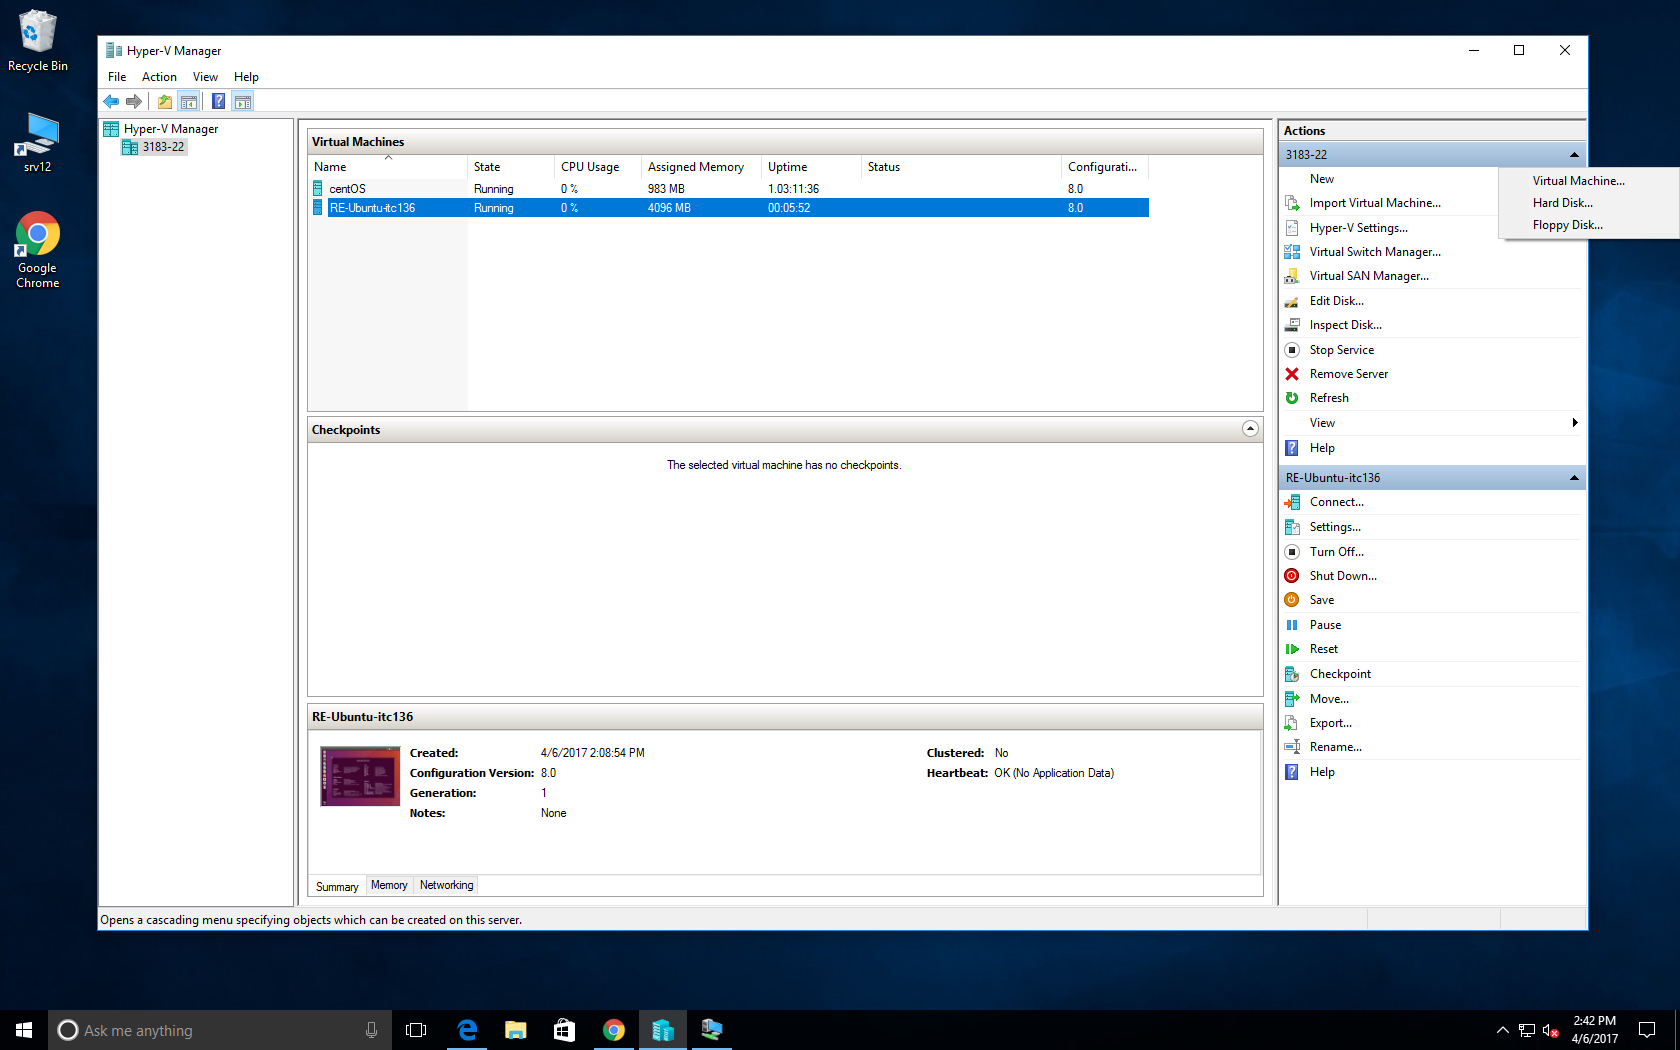 Recycle Bin
srv12
Google
Chrome
Hyper-V Manager
File Action View Help
Hyper-V Manager
3183-22
Virtual Machines
Name State CPU Usage Assigned Memory Uptime Status Configurati...
centOS Running 0 % 983 MB 1.03:11:36 8.0
RE-Ubuntu-itc136 Running 0 % 4096 MB 00:05:52 8.0
Checkpoints
The selected virtual machine has no checkpoints.
RE-Ubuntu-itc136
Created: 4/6/2017 2:08:54 PM Clustered: No
Configuration Version: 8.0 Heartbeat: OK (No Application Data)
Generation: 1
Notes: None
Summary Memory Networking
Actions
3183-22
New
Import Virtual Machine...
Hyper-V Settings...
Virtual Switch Manager...
Virtual SAN Manager...
Edit Disk...
Inspect Disk...
Stop Service
Remove Server
Refresh
View
Help
Virtual Machine...
Hard Disk...
Floppy Disk...
RE-Ubuntu-itc136
Connect...
Settings...
Turn Off...
Shut Down...
Save
Pause
Reset
Checkpoint
Move...
Export...
Rename...
Help
Opens a cascading menu specifying objects which can be created on this server.
Ask me anything
2:42 PM
4/6/2017